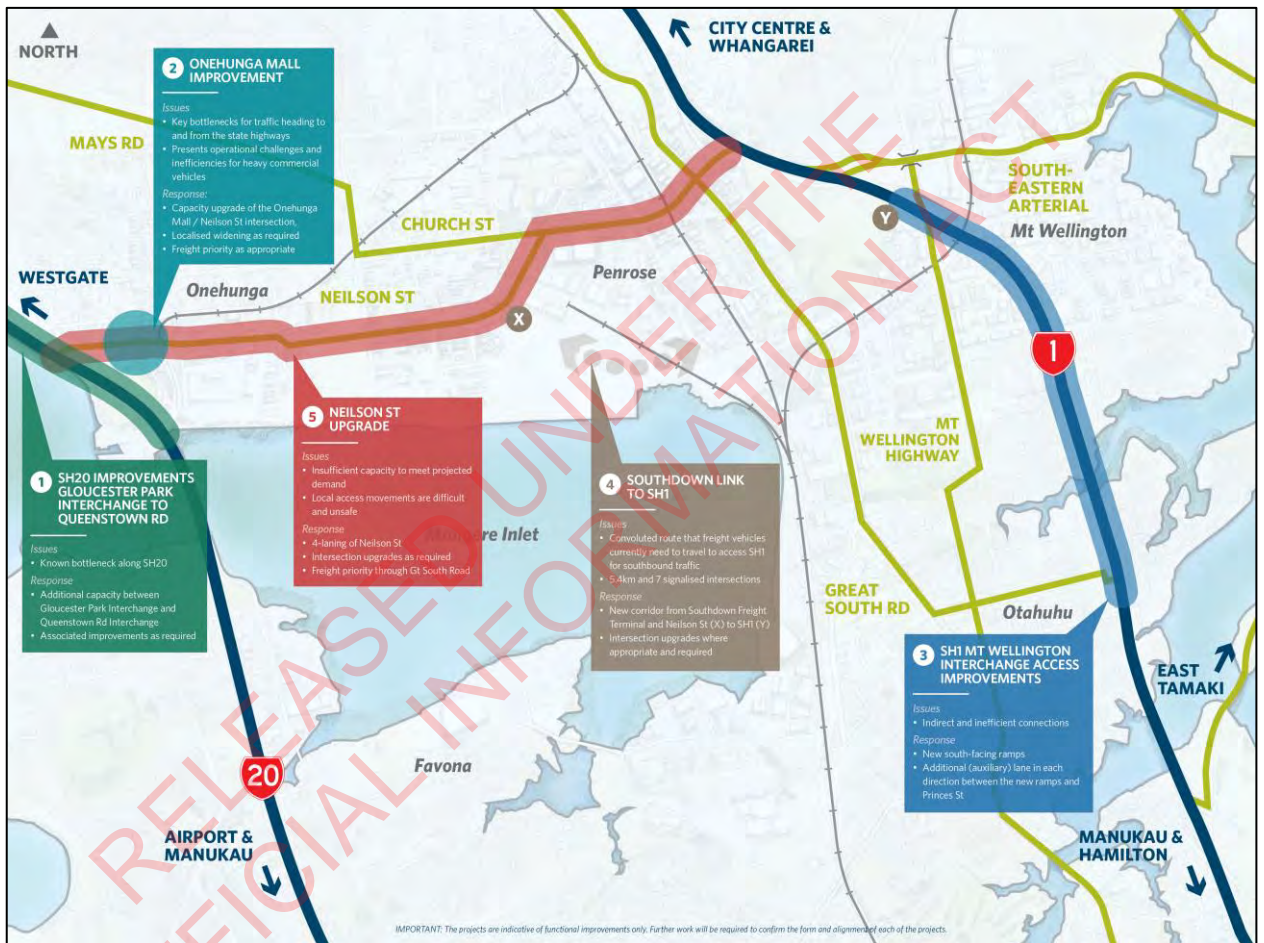 NORTH
CITY CENTRE &
WHANGAREI
2
ONEHUNGA MALL
IMPROVEMENT
Issues
• Key bottlenecks for traffic heading to
and from the state highways
• Presents operational challenges and
inefficiencies for heavy commercial
vehicles
Response:
• Capacity upgrade of the Onehunga
Mall / Neilson St intersection.
• Localised widening as required
• Freight priority as appropriate
MAYS RD
CHURCH ST
SOUTH-
EASTERN
ARTERIAL
Mt Wellington
Y
WESTGATE
Onehunga
NEILSON ST
Penrose
X
1
5
NEILSON ST
UPGRADE
Issues
• Insufficient capacity to meet projected
demand
• Local access movements are difficult
and unsafe
Response
• 4-laning of Neilson St
• Intersection upgrades as required
• Freight priority through Gt South Road
MT
WELLINGTON
HIGHWAY
1
SH20 IMPROVEMENTS
GLOUCESTER PARK
INTERCHANGE TO
QUEENSTOWN RD
Issues
• Known bottleneck along SH20
Response
• Additional capacity between
Gloucester Park Interchange and
Queenstown Rd Interchange
• Associated improvements as required
4
SOUTHDOWN LINK
TO SH1
Issues
• Convoluted route that freight vehicles
currently need to travel to access SH1
for southbound traffic
• 5.4km and 7 signalised intersections
Response
• New corridor from Southdown Freight
Terminal and Neilson St (X) to SH1 (Y)
• Intersection upgrades where
appropriate and required
Inlet
GREAT
SOUTH RD
Otahuhu
3
SH1 MT WELLINGTON
INTERCHANGE ACCESS
IMPROVEMENTS
Issues
• Indirect and inefficient connections
Response
• New south-facing ramps
• Additional (auxiliary) lane in each
direction between the new ramps and
Princes St
EAST
TAMAKI
20
Favona
AIRPORT &
MANUKAU
MANUKAU &
HAMILTON
IMPORTANT: The projects are indicative of functional improvements only. Further work will be required to confirm the form and alignment of each of the projects.
RELEASED UNDER THE
OFFICIAL INFORMATION ACT